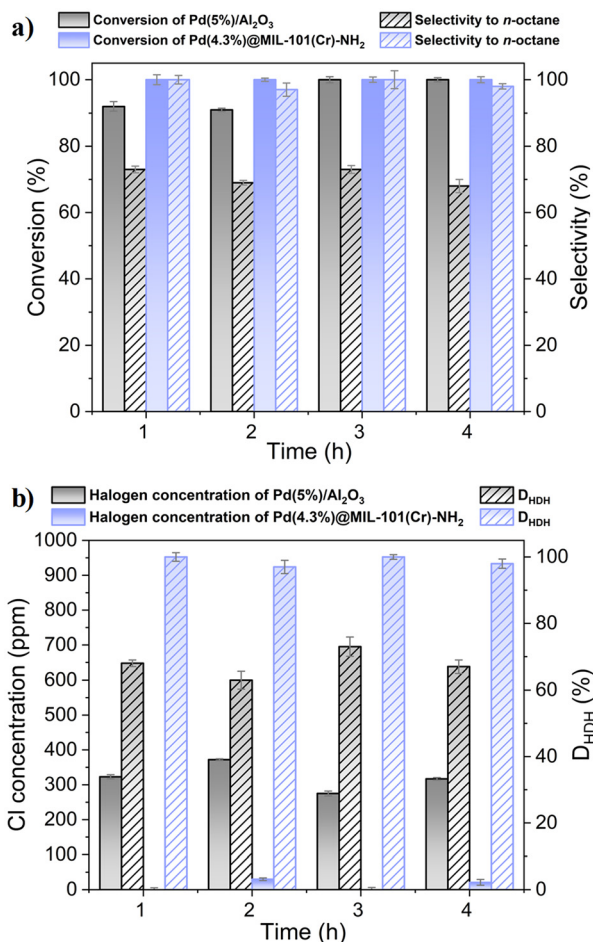 a)
Conversion of Pd(5%)/Al₂O₃ Selectivity to n-octane
Conversion of Pd(4.3%)@MIL-101(Cr)-NH₂ Selectivity to n-octane
100 100
80 80
60 60
40 40
20 20
0 0
Conversion (%)
Selectivity (%)
1 2 3 4
Time (h)
b)
Halogen concentration of Pd(5%)/Al₂O₃ D_HDH
Halogen concentration of Pd(4.3%)@MIL-101(Cr)-NH₂ D_HDH
1000
900 100
800
700 80
600
500 60
400
300 40
200
100 20
0 0
Cl concentration (ppm)
D_HDH (%)
1 2 3 4
Time (h)